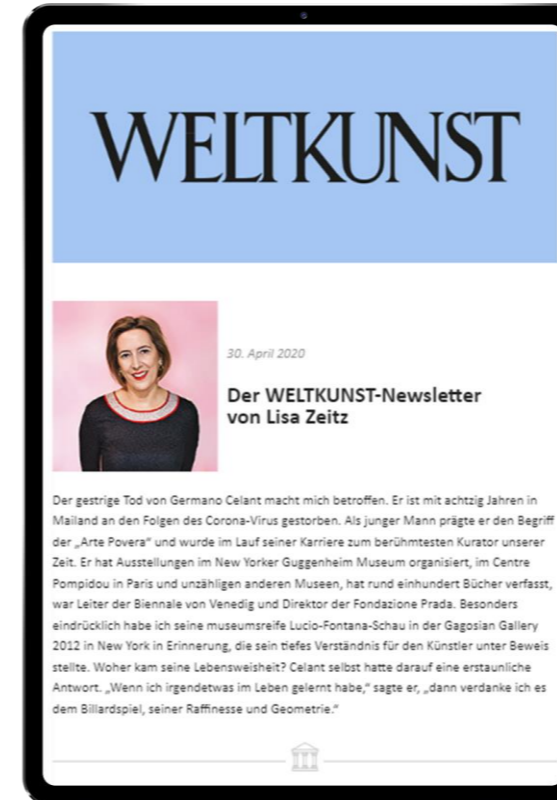 WELTKUNST
30. April 2020
Der WELTKUNST-Newsletter
von Lisa Zeitz
Der gestrige Tod von Germano Celant macht mich betroffen. Er ist mit achtzig Jahren in
Mailand an den Folgen des Corona-Virus gestorben. Als junger Mann prägte er den Begriff
der „Arte Povera“ und wurde im Lauf seiner Karriere zum berühmtesten Kurator unserer
Zeit. Er hat Ausstellungen im New Yorker Guggenheim Museum organisiert, im Centre
Pompidou in Paris und unzähligen anderen Museen, hat rund einhundert Bücher verfasst,
war Leiter der Biennale von Venedig und Direktor der Fondazione Prada. Besonders
eindrücklich habe ich seine museumsreife Lucio-Fontana-Schau in der Gagosian Gallery
2012 in New York in Erinnerung, die sein tiefes Verständnis für den Künstler unter Beweis
stellte. Woher kam seine Lebensweisheit? Celant selbst hatte darauf eine erstaunliche
Antwort. „Wenn ich irgendetwas im Leben gelernt habe,“ sagte er, „dann verdanke ich es
dem Billardspiel, seiner Raffinesse und Geometrie.“